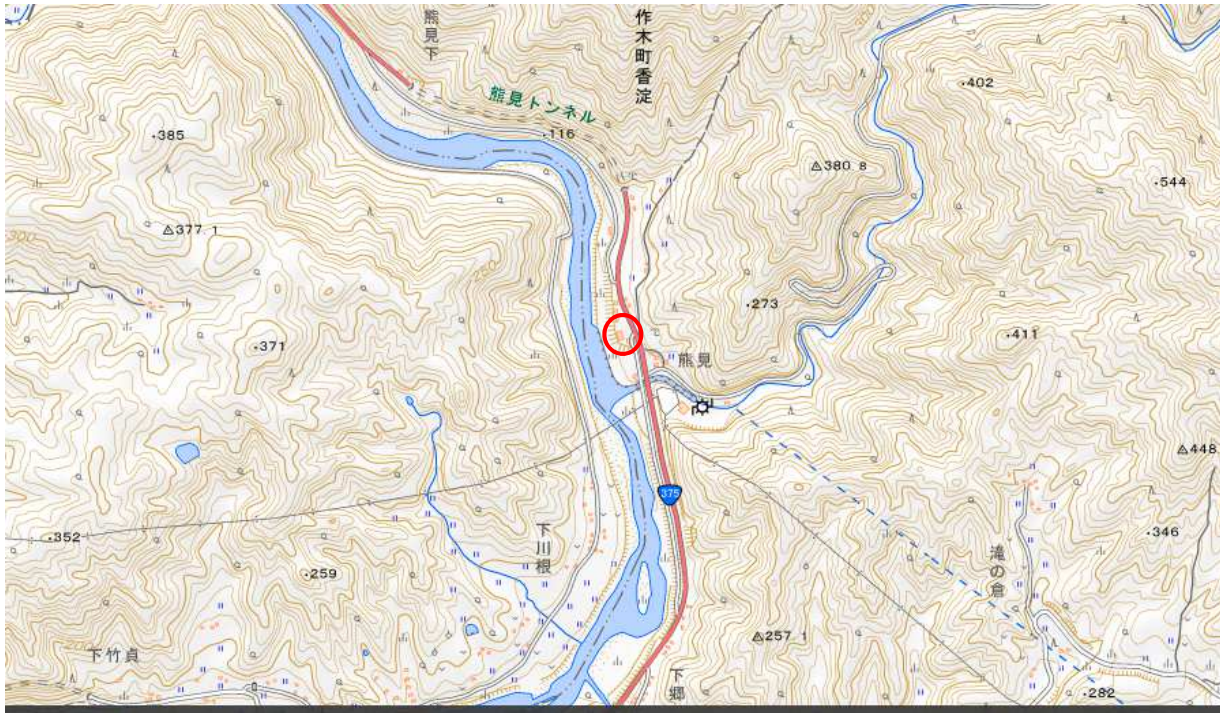 熊見下
作木町香淀
熊見トンネル
・116
・402
・385
380.8
・544
377.1
300
250
・273
・371
・411
熊見
448
375
・352
・346
下川根
滝の倉
・259
257.1
下竹貞
下郷
・282